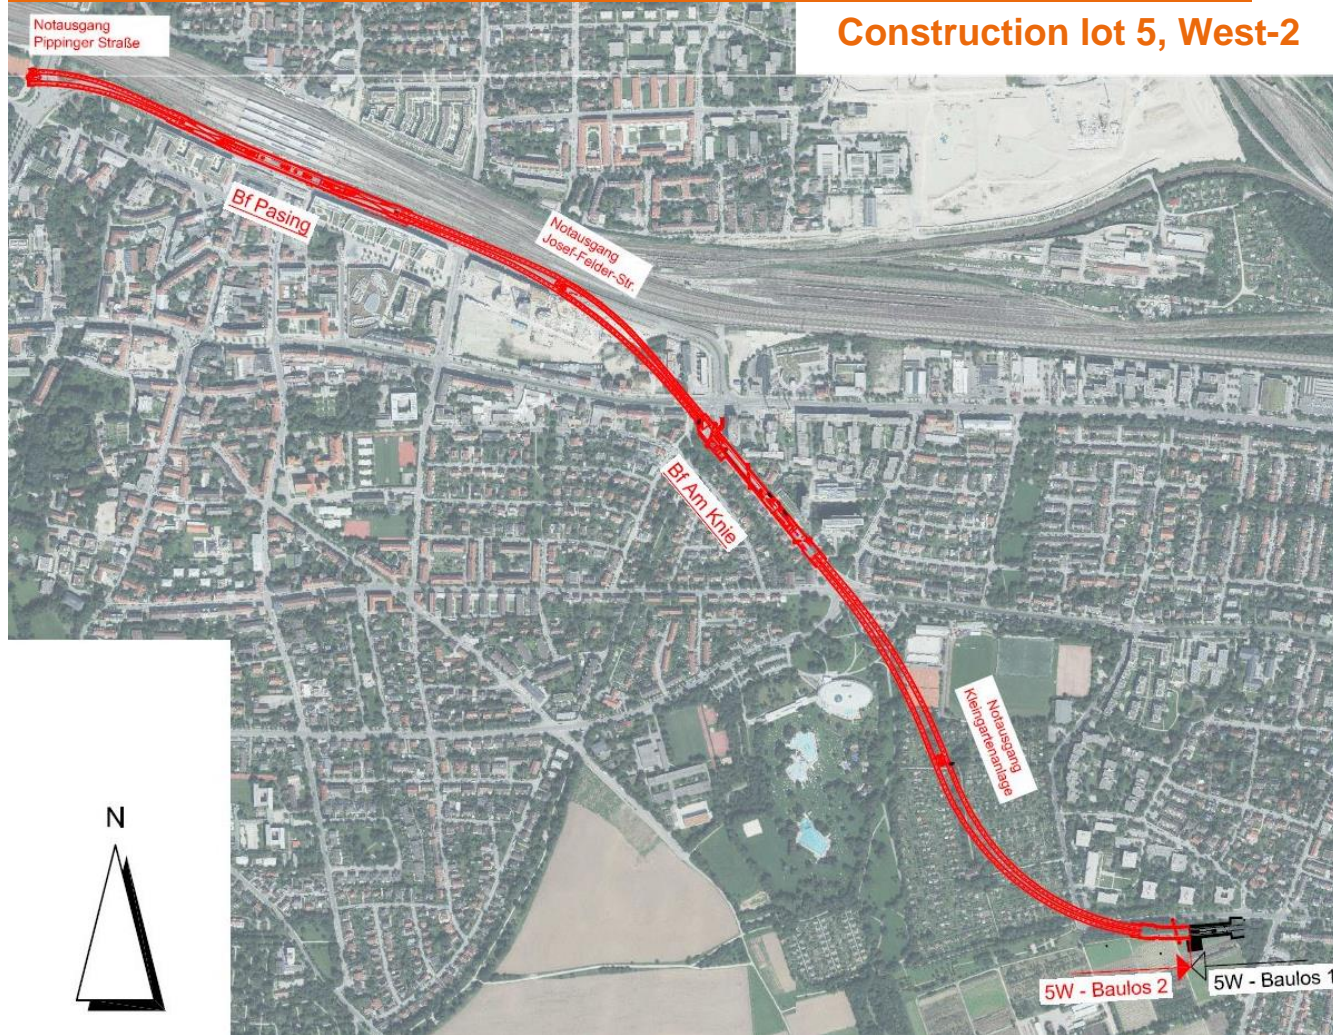 Construction lot 5, West-2
Notausgang
Pippinger Straße
Bf Pasing
Notausgang
Josef-Felder-Str.
Bf Am Knie
Notausgang
Kleingartenanlage
N
5W - Baulos 2
5W - Baulos 1